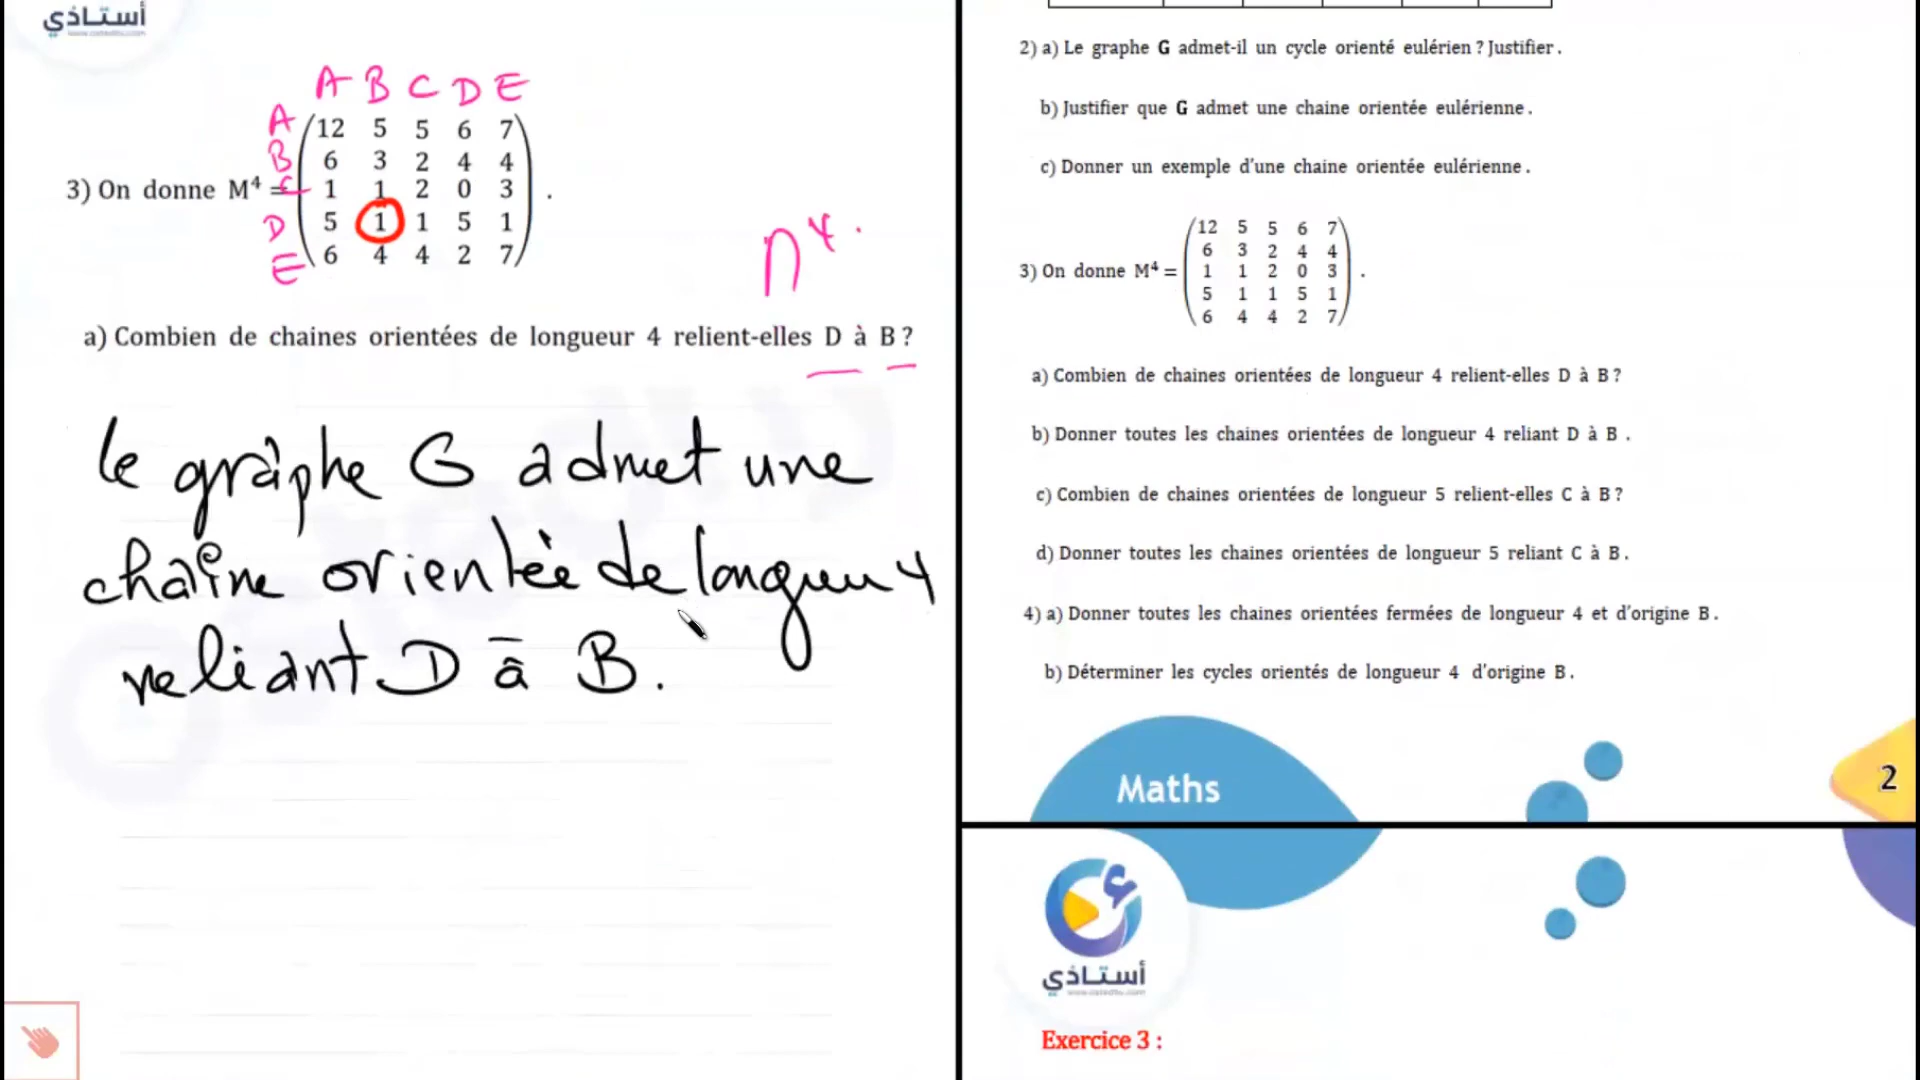 أستاذي
A B C D E
A 12 5 5 6 7
B 6 3 2 4 4
3) On donne M⁴ = C 1 1 2 0 3 .
D 5 1 1 5 1
E 6 4 4 2 7
a) Combien de chaines orientées de longueur 4 relient-elles D à B ?
le graphe G admet une
chaîne orientée de longueur 4
reliant D à B.
2) a) Le graphe G admet-il un cycle orienté eulérien ? Justifier .
b) Justifier que G admet une chaine orientée eulérienne .
c) Donner un exemple d'une chaine orientée eulérienne .
12 5 5 6 7
6 3 2 4 4
3) On donne M⁴ = 1 1 2 0 3 .
5 1 1 5 1
6 4 4 2 7
a) Combien de chaines orientées de longueur 4 relient-elles D à B ?
b) Donner toutes les chaines orientées de longueur 4 reliant D à B .
c) Combien de chaines orientées de longueur 5 relient-elles C à B ?
d) Donner toutes les chaines orientées de longueur 5 reliant C à B .
4) a) Donner toutes les chaines orientées fermées de longueur 4 et d'origine B .
b) Déterminer les cycles orientés de longueur 4 d'origine B .
Maths
2
أستاذي
Exercice 3 :